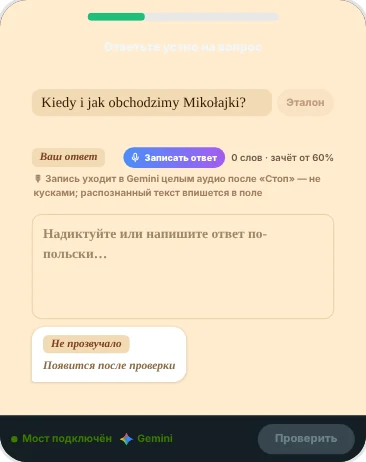 Ответьте устно на вопрос
Kiedy i jak obchodzimy Mikołajki?
Эталон
Ваш ответ
Записать ответ
0 слов · зачёт от 60%
Запись уходит в Gemini целым аудио после «Стоп» — не
кусками; распознанный текст впишется в поле
Надиктуйте или напишите ответ по-
польски…
Не прозвучало
Появится после проверки
Мост подключён
Gemini
Проверить